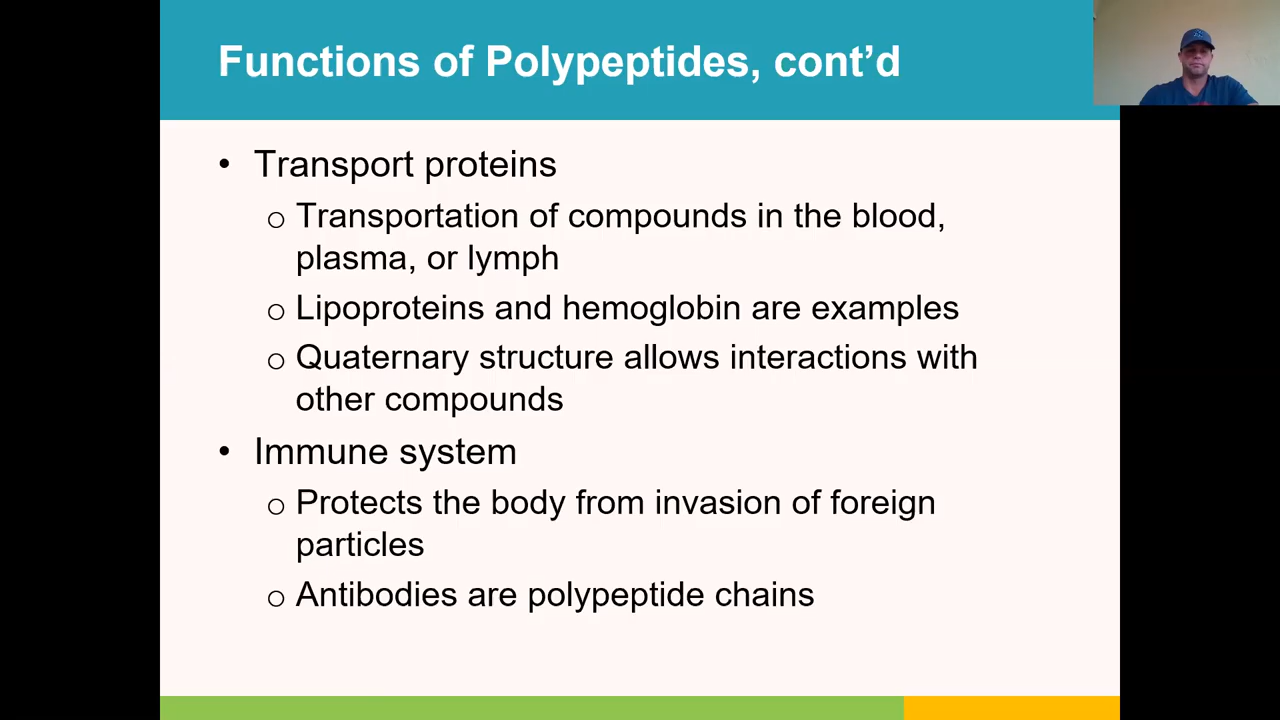 Functions of Polypeptides, cont’d
• Transport proteins
o Transportation of compounds in the blood,
plasma, or lymph
o Lipoproteins and hemoglobin are examples
o Quaternary structure allows interactions with
other compounds
• Immune system
o Protects the body from invasion of foreign
particles
o Antibodies are polypeptide chains